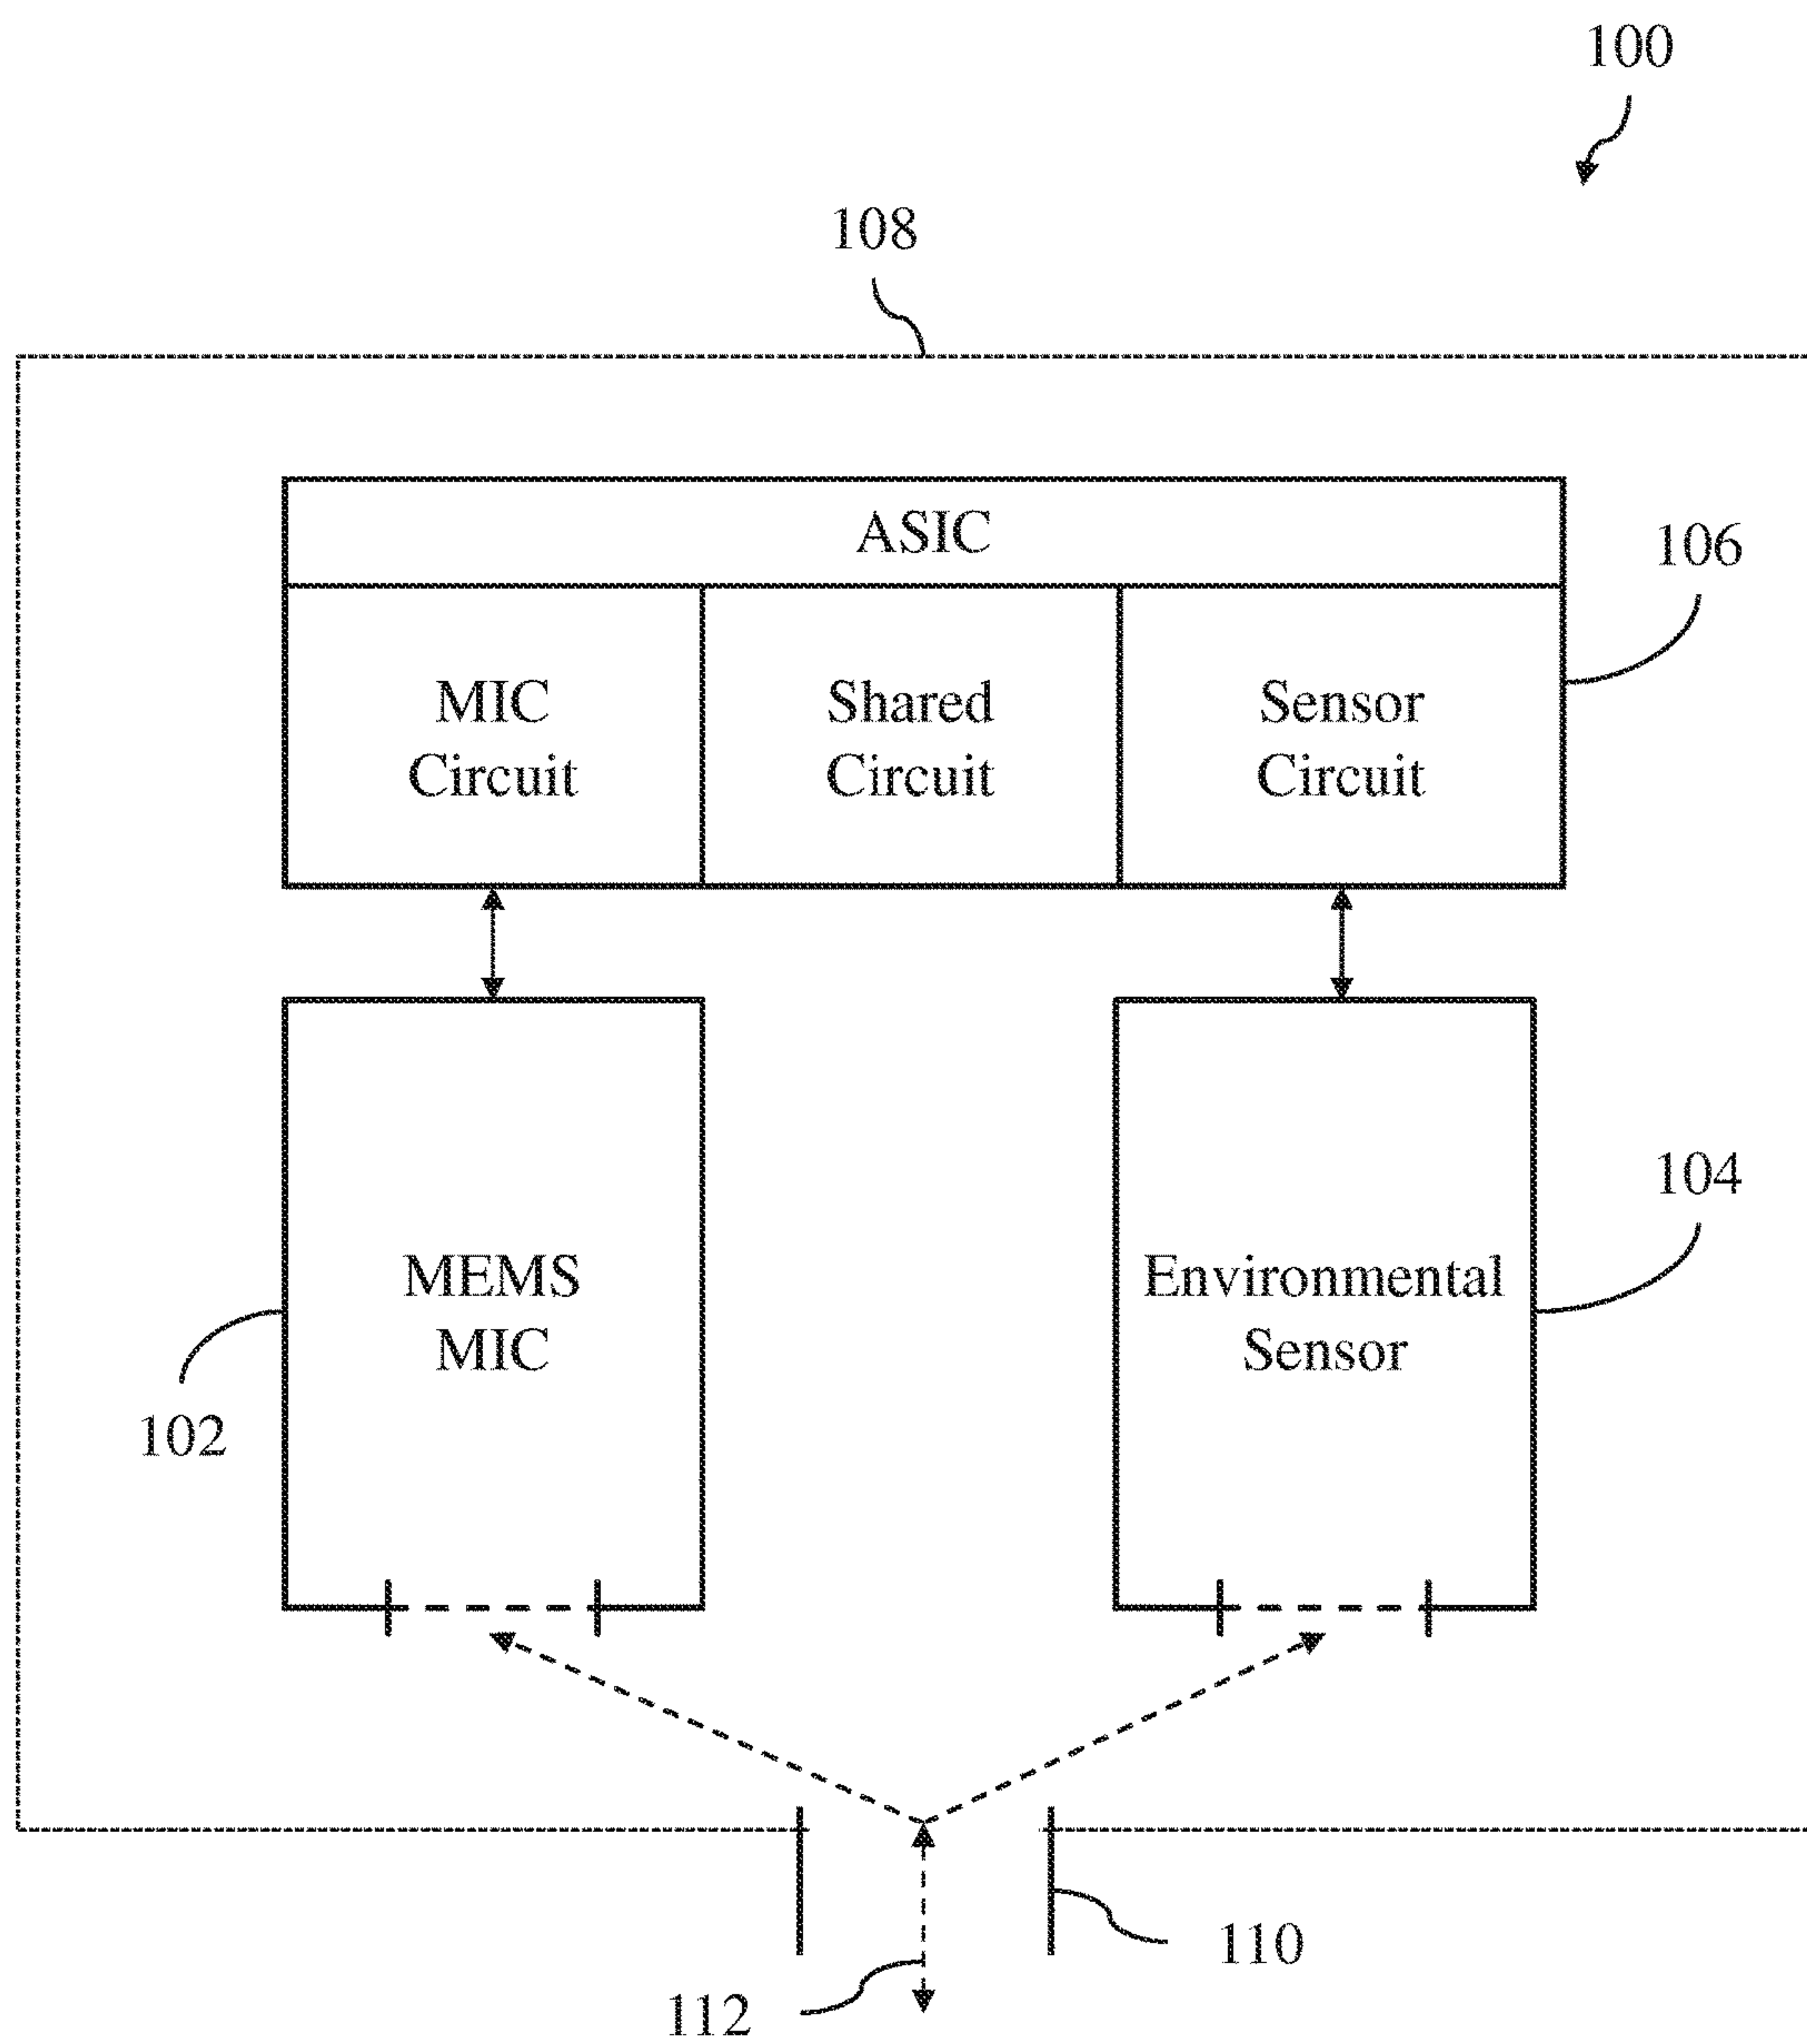 100
108
ASIC
106
MIC
Circuit
Shared
Circuit
Sensor
Circuit
104
MEMS
MIC
Environmental
Sensor
102
110
112